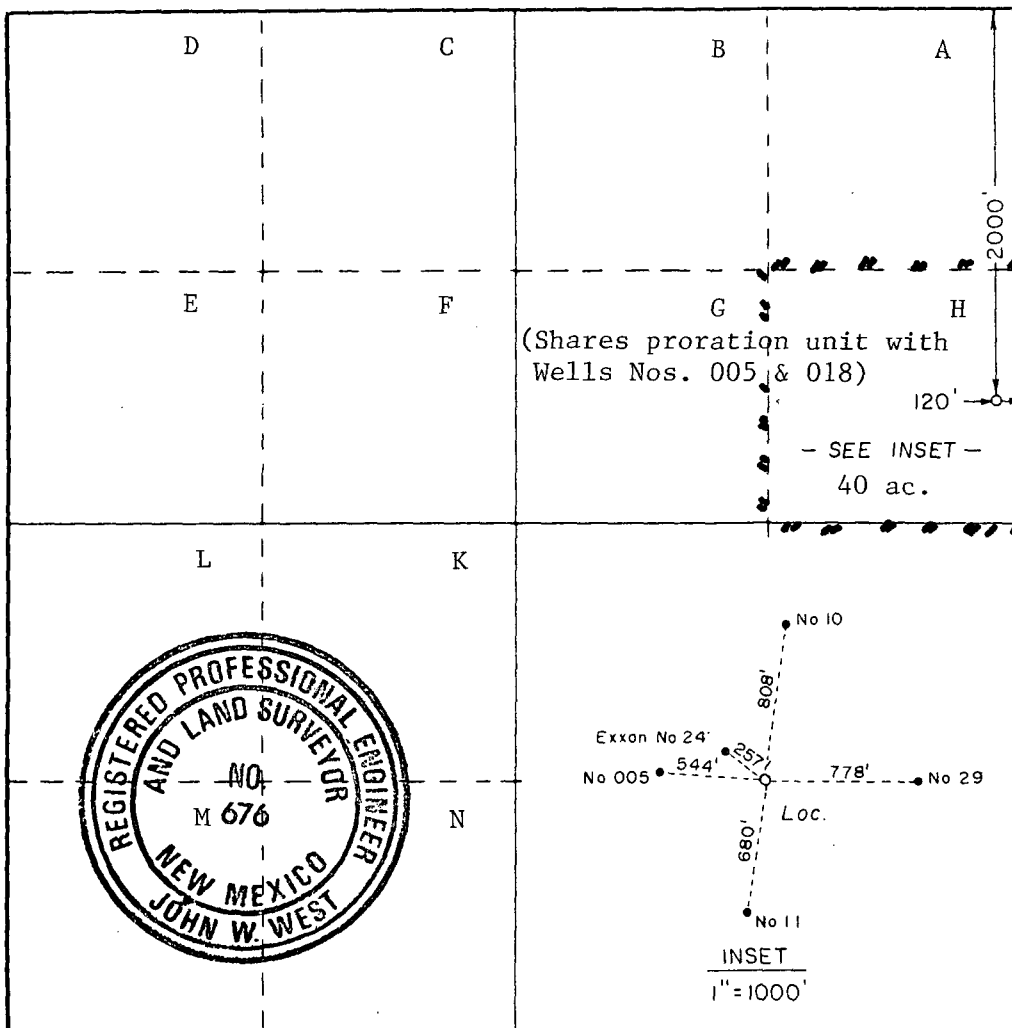 D C B A
2000'
E F G H
(Shares proration unit with
Wells Nos. 005 & 018)
120'
- SEE INSET -
40 ac.
L K
No 10
808'
Exxon No 24
257'
No 005 544' 778' No 29
Loc.
680'
No 11
INSET
1"=1000'
M N
REGISTERED PROFESSIONAL ENGINEER
AND LAND SURVEYOR
NO
676
NEW MEXICO
JOHN W. WEST